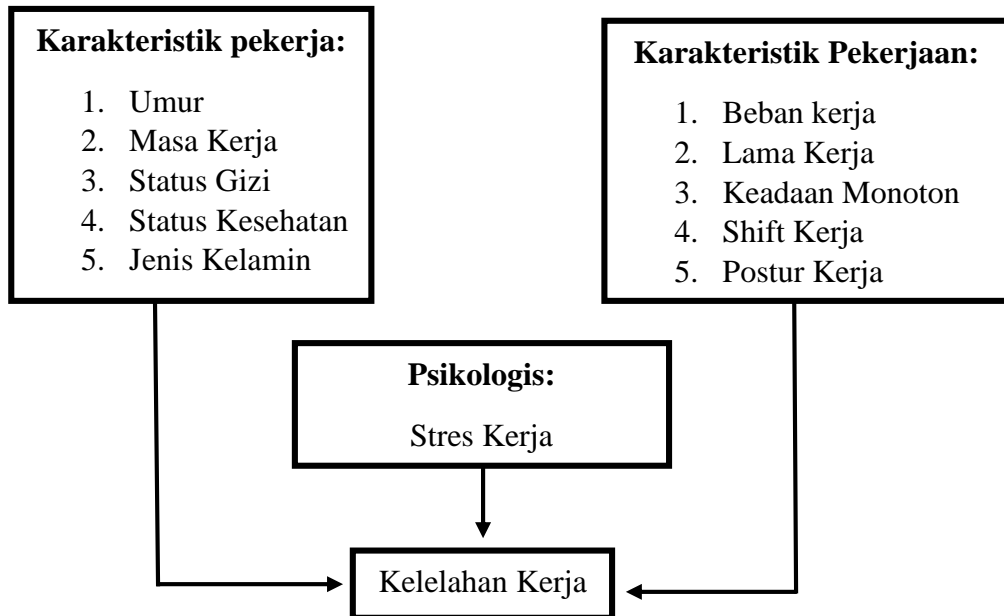 Karakteristik pekerja:
1. Umur
2. Masa Kerja
3. Status Gizi
4. Status Kesehatan
5. Jenis Kelamin
Karakteristik Pekerjaan:
1. Beban kerja
2. Lama Kerja
3. Keadaan Monoton
4. Shift Kerja
5. Postur Kerja
Psikologis:
Stres Kerja
Kelelahan Kerja